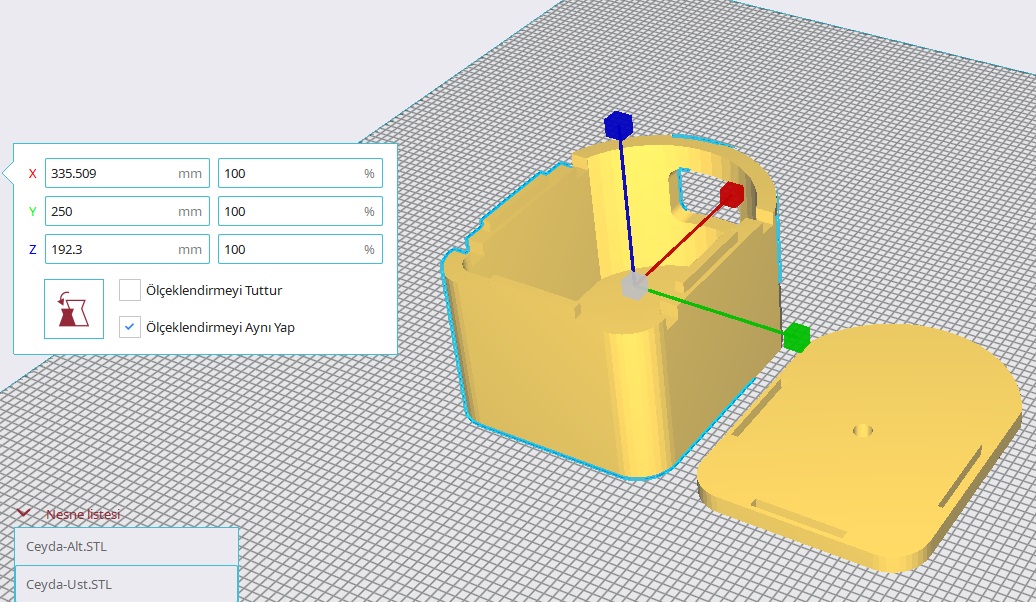 X 335.509 mm 100 %
Y 250 mm 100 %
Z 192.3 mm 100 %
Ölçeklendirmeyi Tuttur
Ölçeklendirmeyi Aynı Yap
Nesne listesi
Ceyda-Alt.STL
Ceyda-Ust.STL